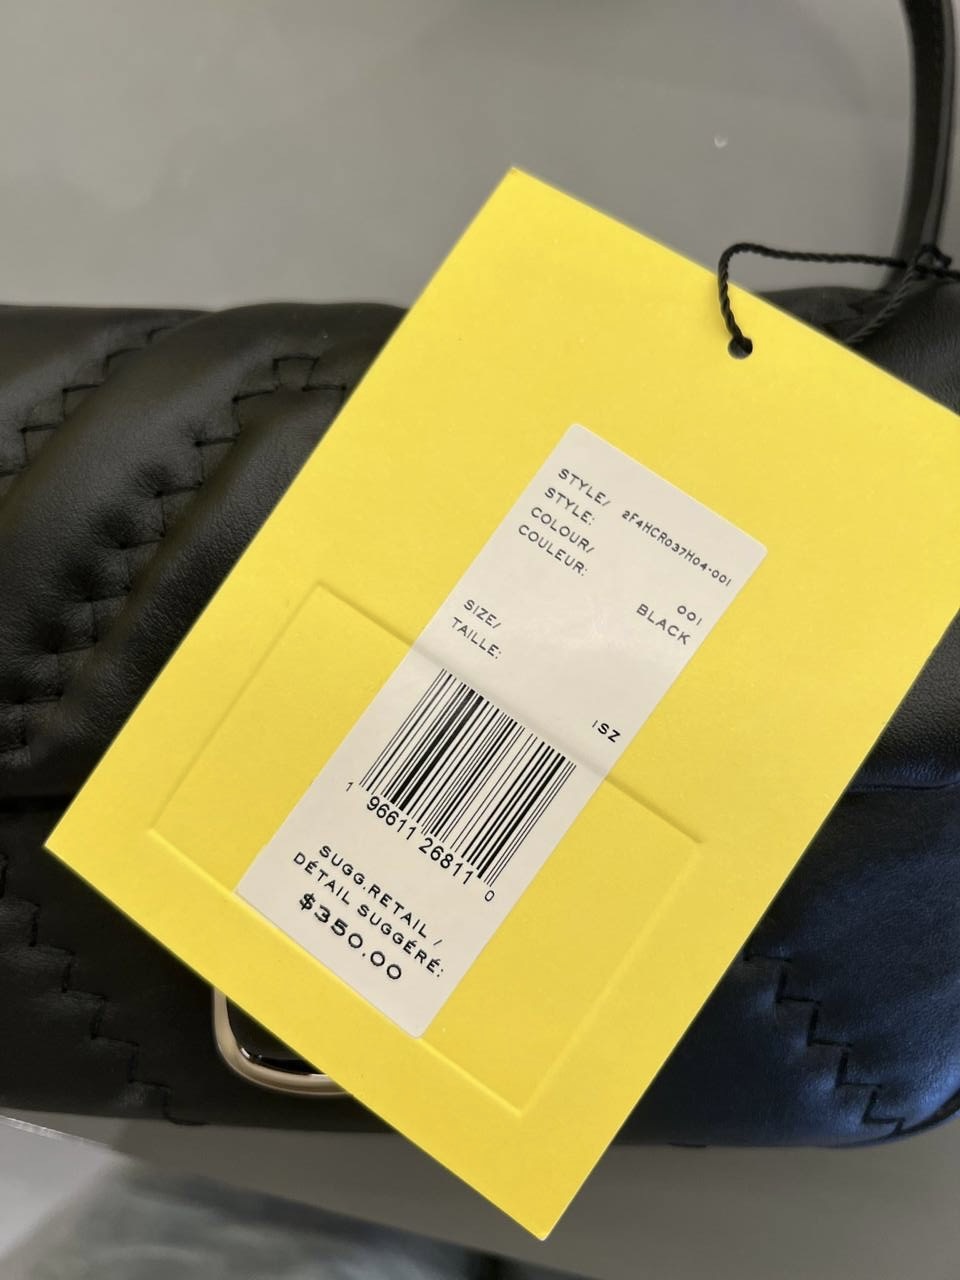 STYLE/
STYLE: 2F4HCR037H04-001
COLOUR/
COULEUR: 001
BLACK
SIZE/
TAILLE: 1SZ
1 96611 26811 0
SUGG.RETAIL /
DÉTAIL SUGGÉRÉ:
$350.00